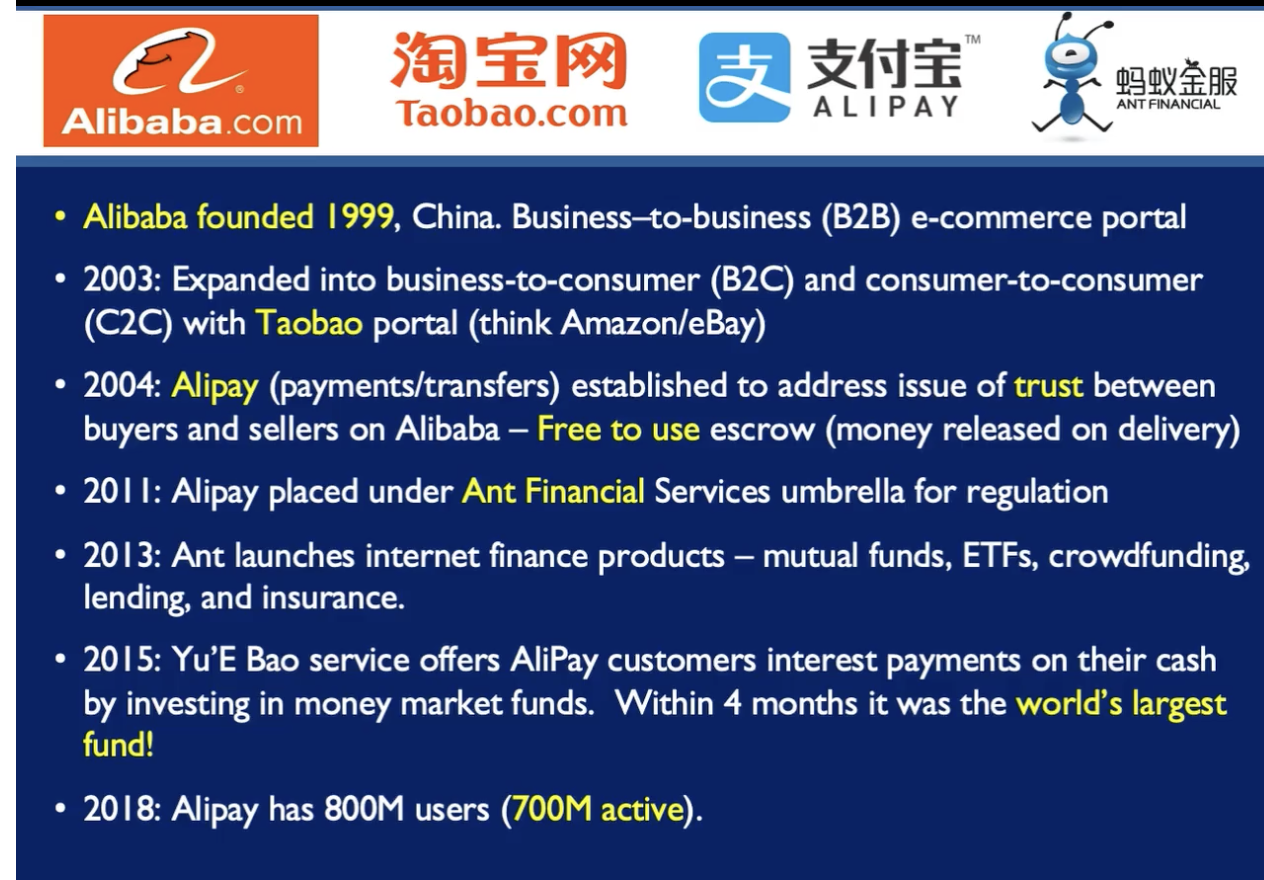 Alibaba.com
®
淘宝网
Taobao.com
支
支付宝™
ALIPAY
蚂蚁金服
ANT FINANCIAL
• Alibaba founded 1999, China. Business–to-business (B2B) e-commerce portal
• 2003: Expanded into business-to-consumer (B2C) and consumer-to-consumer
(C2C) with Taobao portal (think Amazon/eBay)
• 2004: Alipay (payments/transfers) established to address issue of trust between
buyers and sellers on Alibaba – Free to use escrow (money released on delivery)
• 2011: Alipay placed under Ant Financial Services umbrella for regulation
• 2013: Ant launches internet finance products – mutual funds, ETFs, crowdfunding,
lending, and insurance.
• 2015: Yu’E Bao service offers AliPay customers interest payments on their cash
by investing in money market funds.  Within 4 months it was the world’s largest
fund!
• 2018: Alipay has 800M users (700M active).